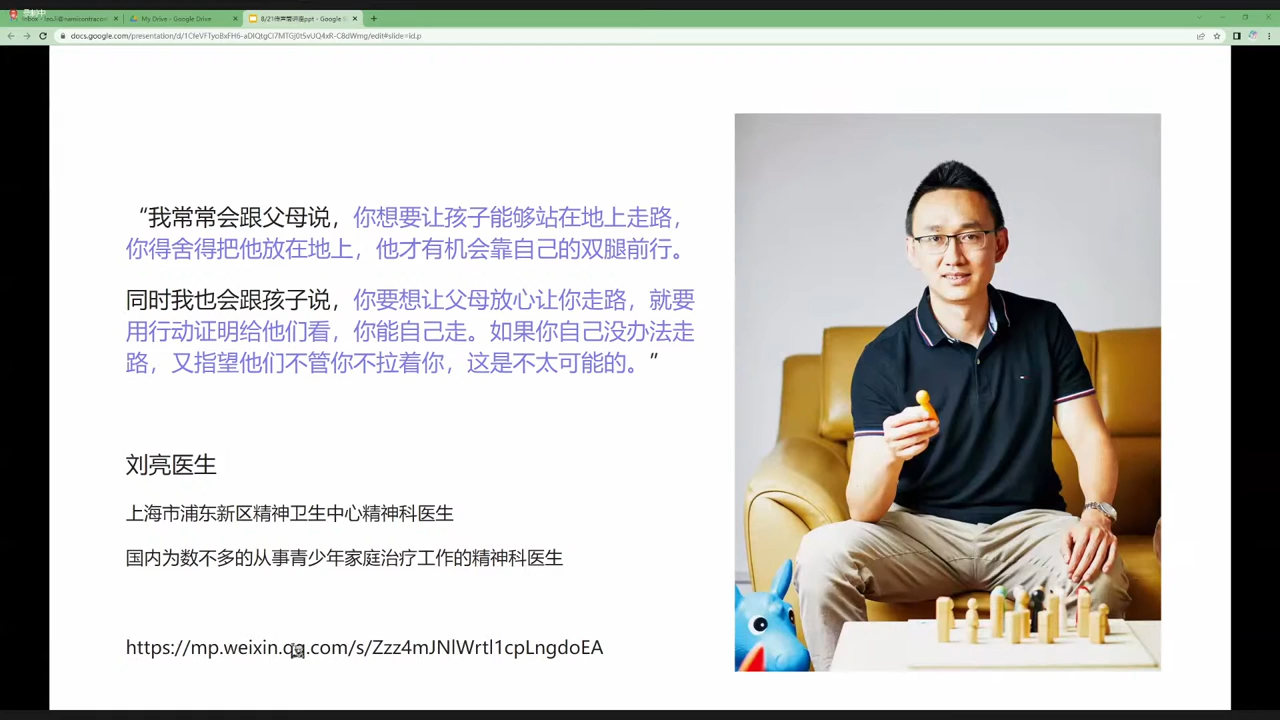 My Drive - Google Drive
docs.google.com/presentation/d/1CfeVFTyoBxFH6-aDIQtgCl7MTGJ0t5vUQ4xR-C8dWmg/edit#slide=id.p
“我常常会跟父母说，你想要让孩子能够站在地上走路，
你得舍得把他放在地上，他才有机会靠自己的双腿前行。
同时我也会跟孩子说，你要想让父母放心让你走路，就要
用行动证明给他们看，你能自己走。如果你自己没办法走
路，又指望他们不管你不拉着你，这是不太可能的。”
刘亮医生
上海市浦东新区精神卫生中心精神科医生
国内为数不多的从事青少年家庭治疗工作的精神科医生
https://mp.weixin.qq.com/s/Zzz4mJNlWrtl1cpLngdoEA